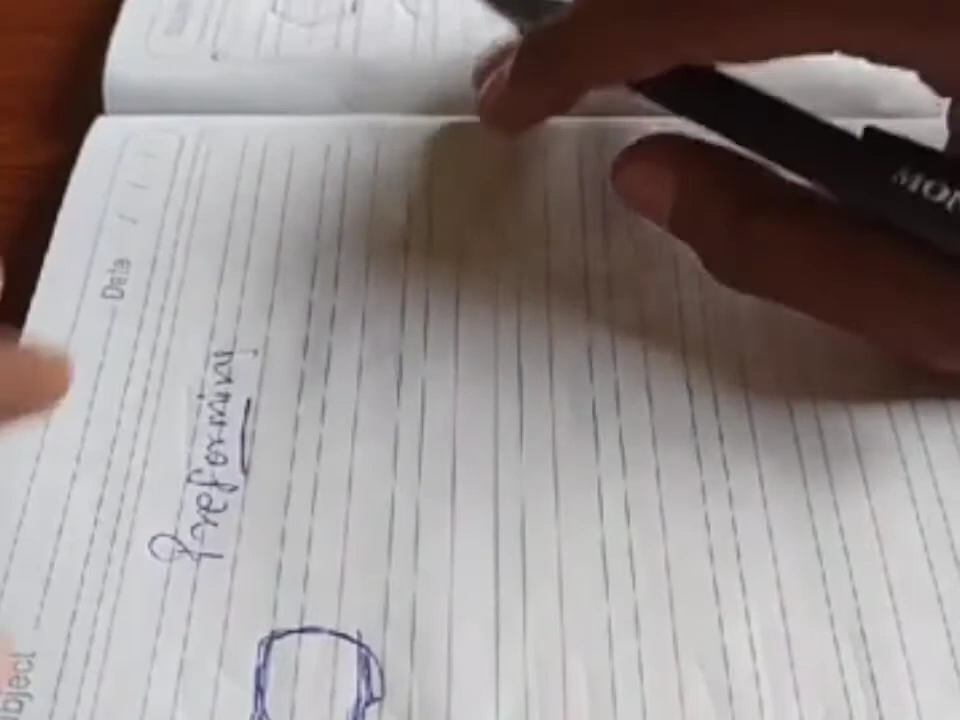 bject
Date / /
Preforming